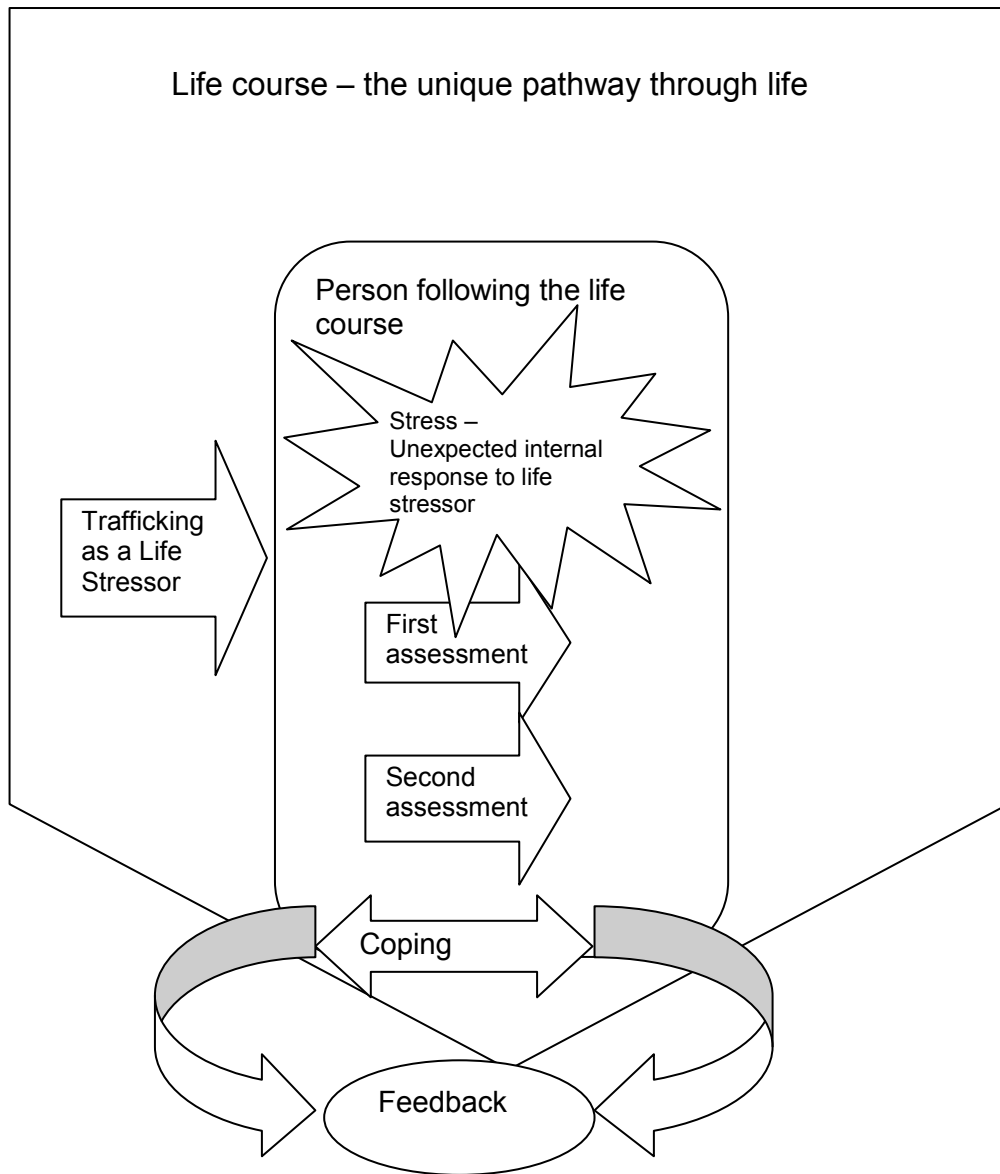 Life course – the unique pathway through life
Person following the life
course
Stress –
Unexpected internal
response to life
stressor
Trafficking
as a Life
Stressor
First
assessment
Second
assessment
Coping
Feedback